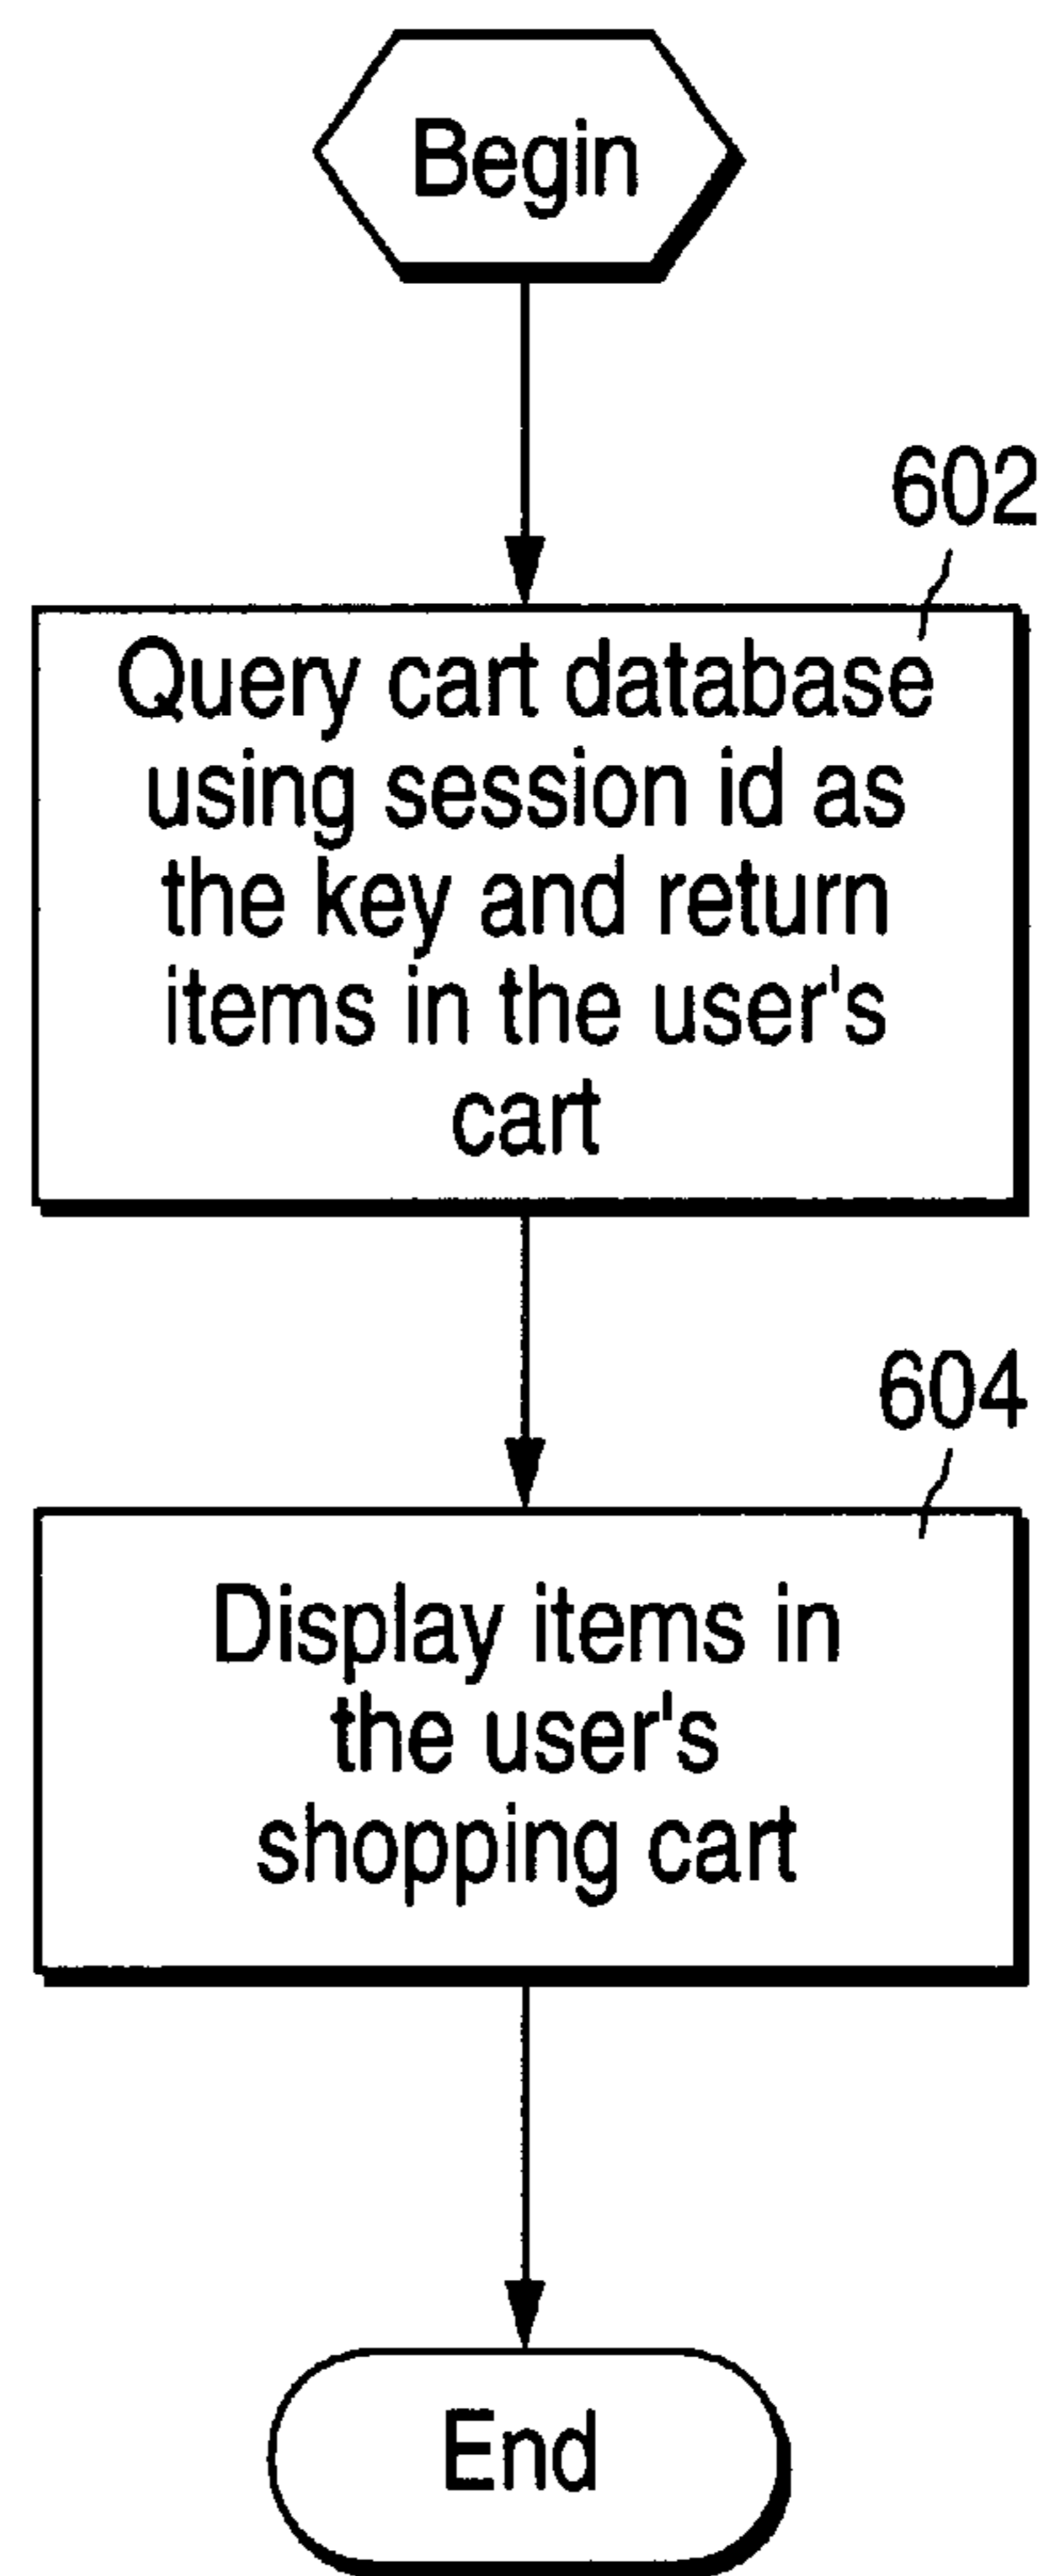 Begin
602
Query cart database
using session id as
the key and return
items in the user's
cart
604
Display items in
the user's
shopping cart
End